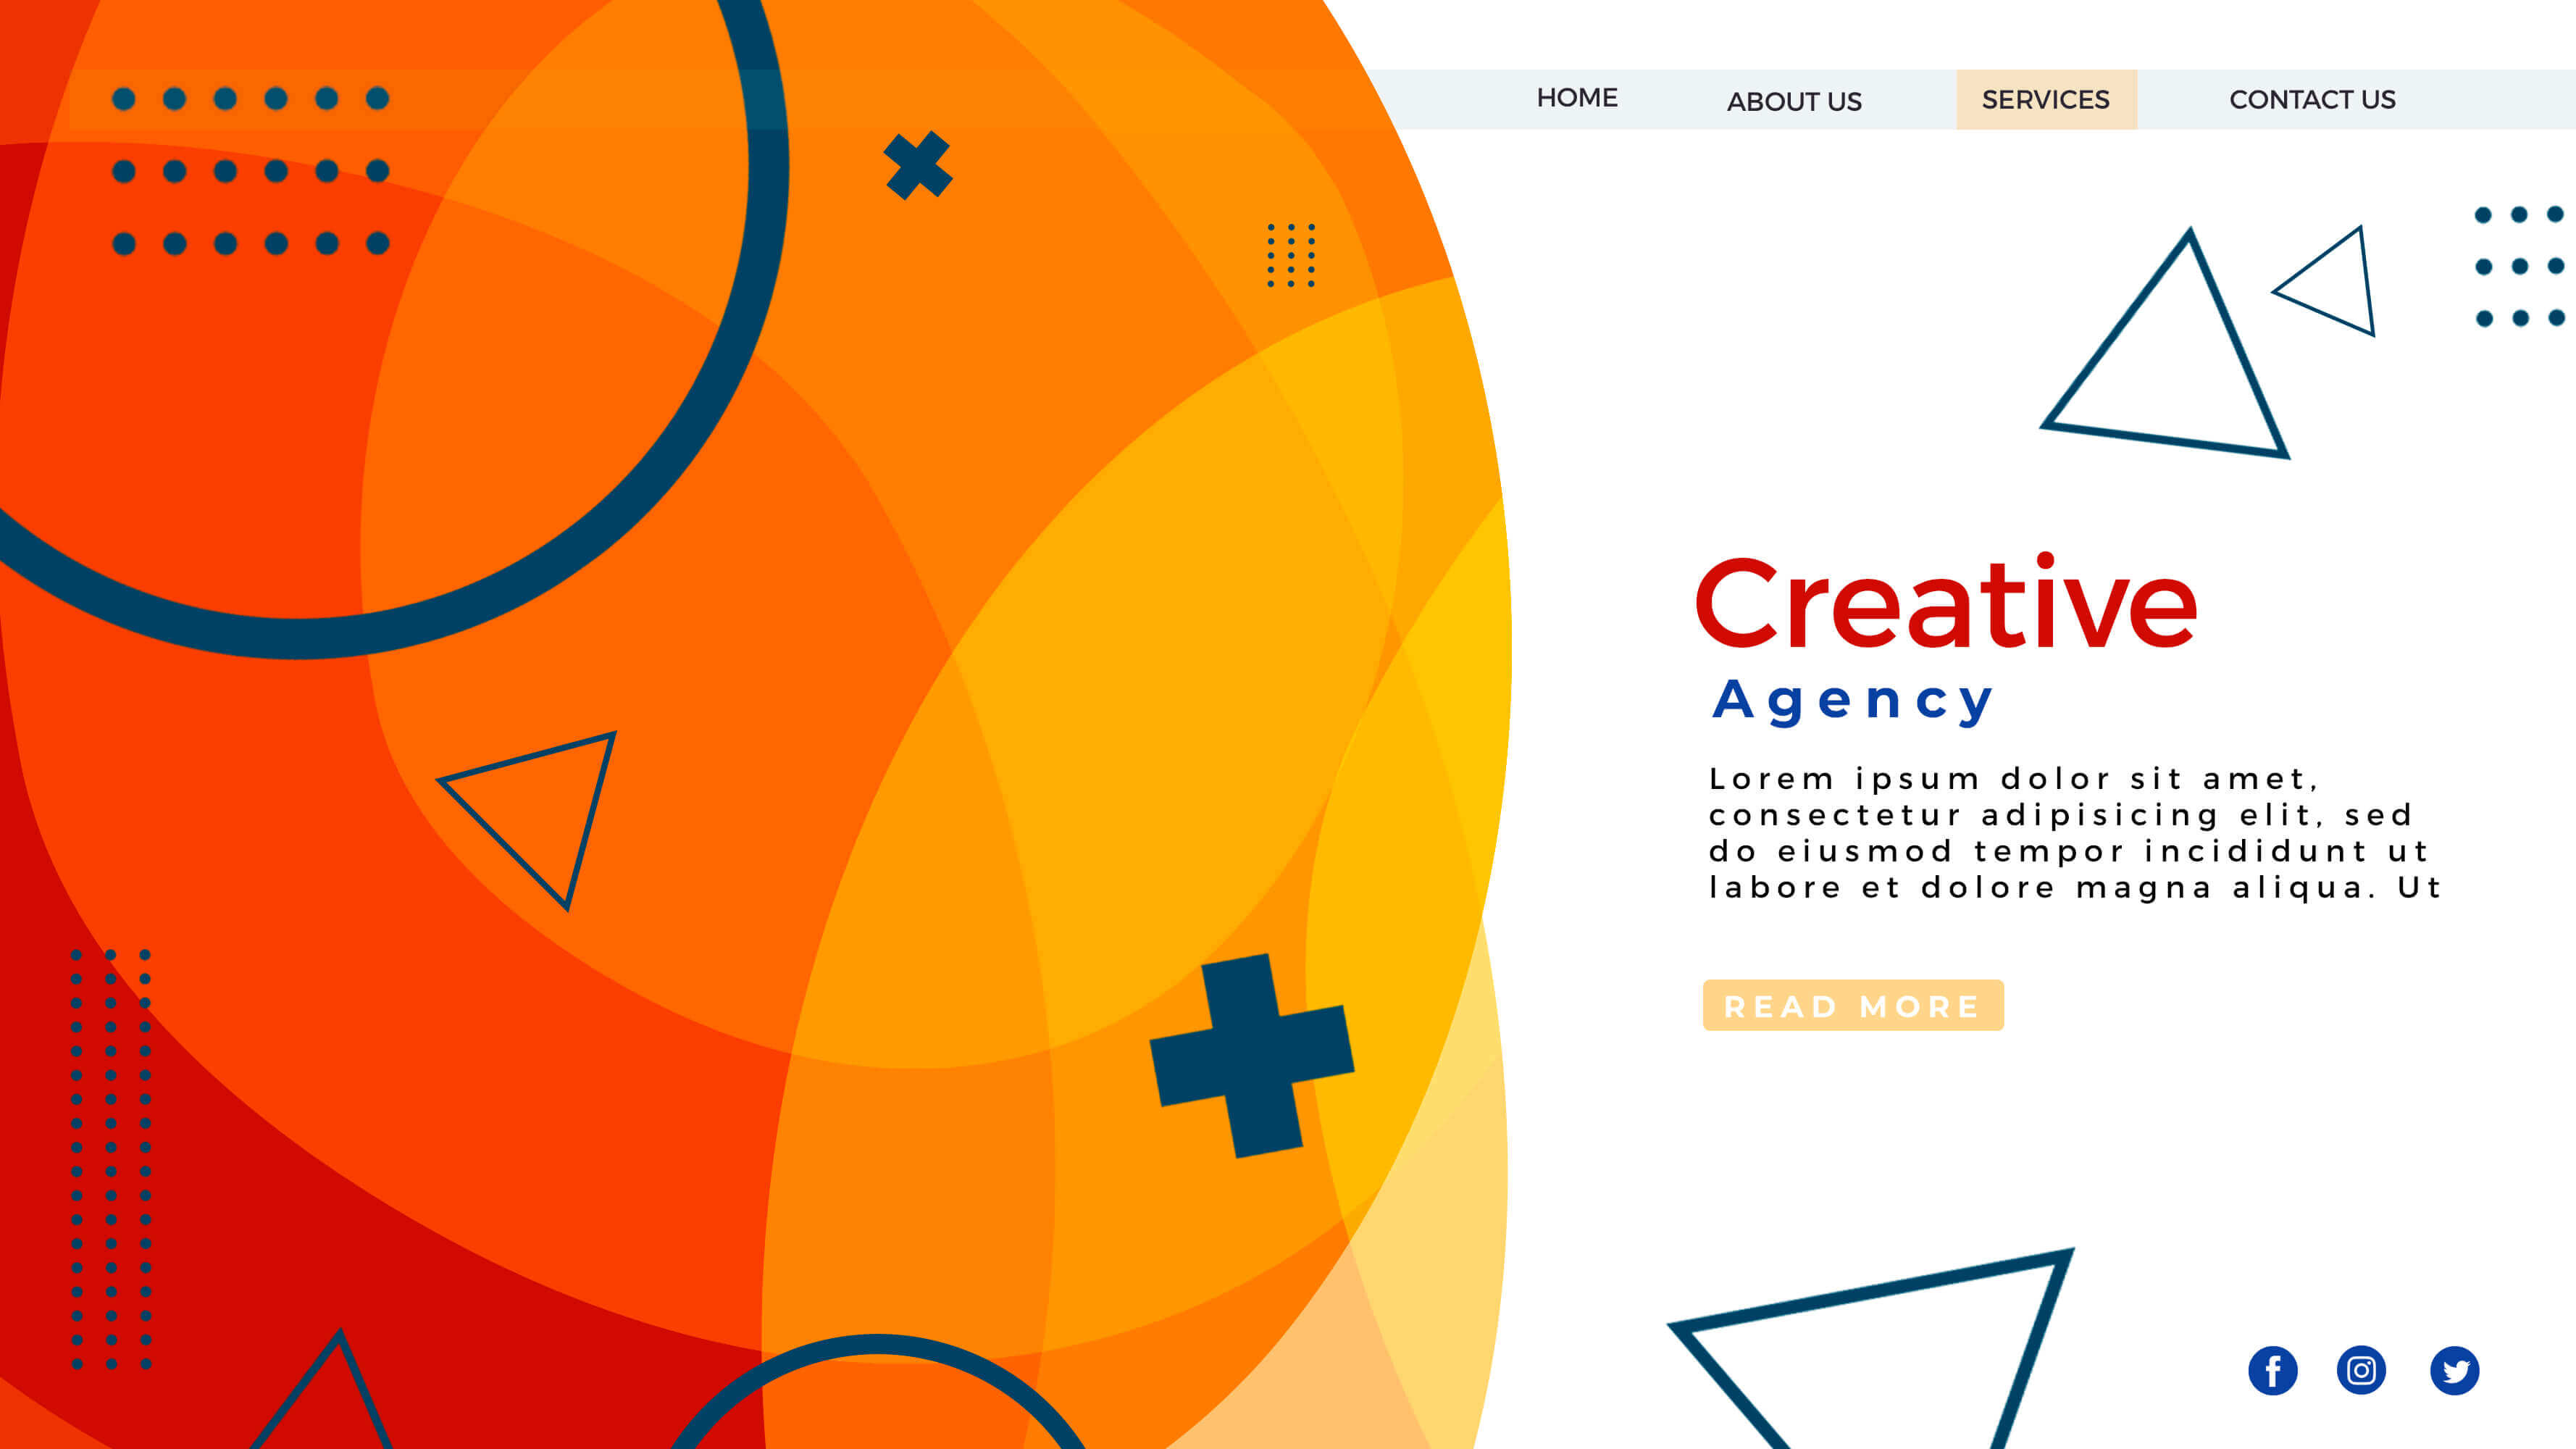 HOME
ABOUT US
SERVICES
CONTACT US
Creative
Agency
Lorem ipsum dolor sit amet,
consectetur adipisicing elit, sed
do eiusmod tempor incididunt ut
labore et dolore magna aliqua. Ut
READ MORE